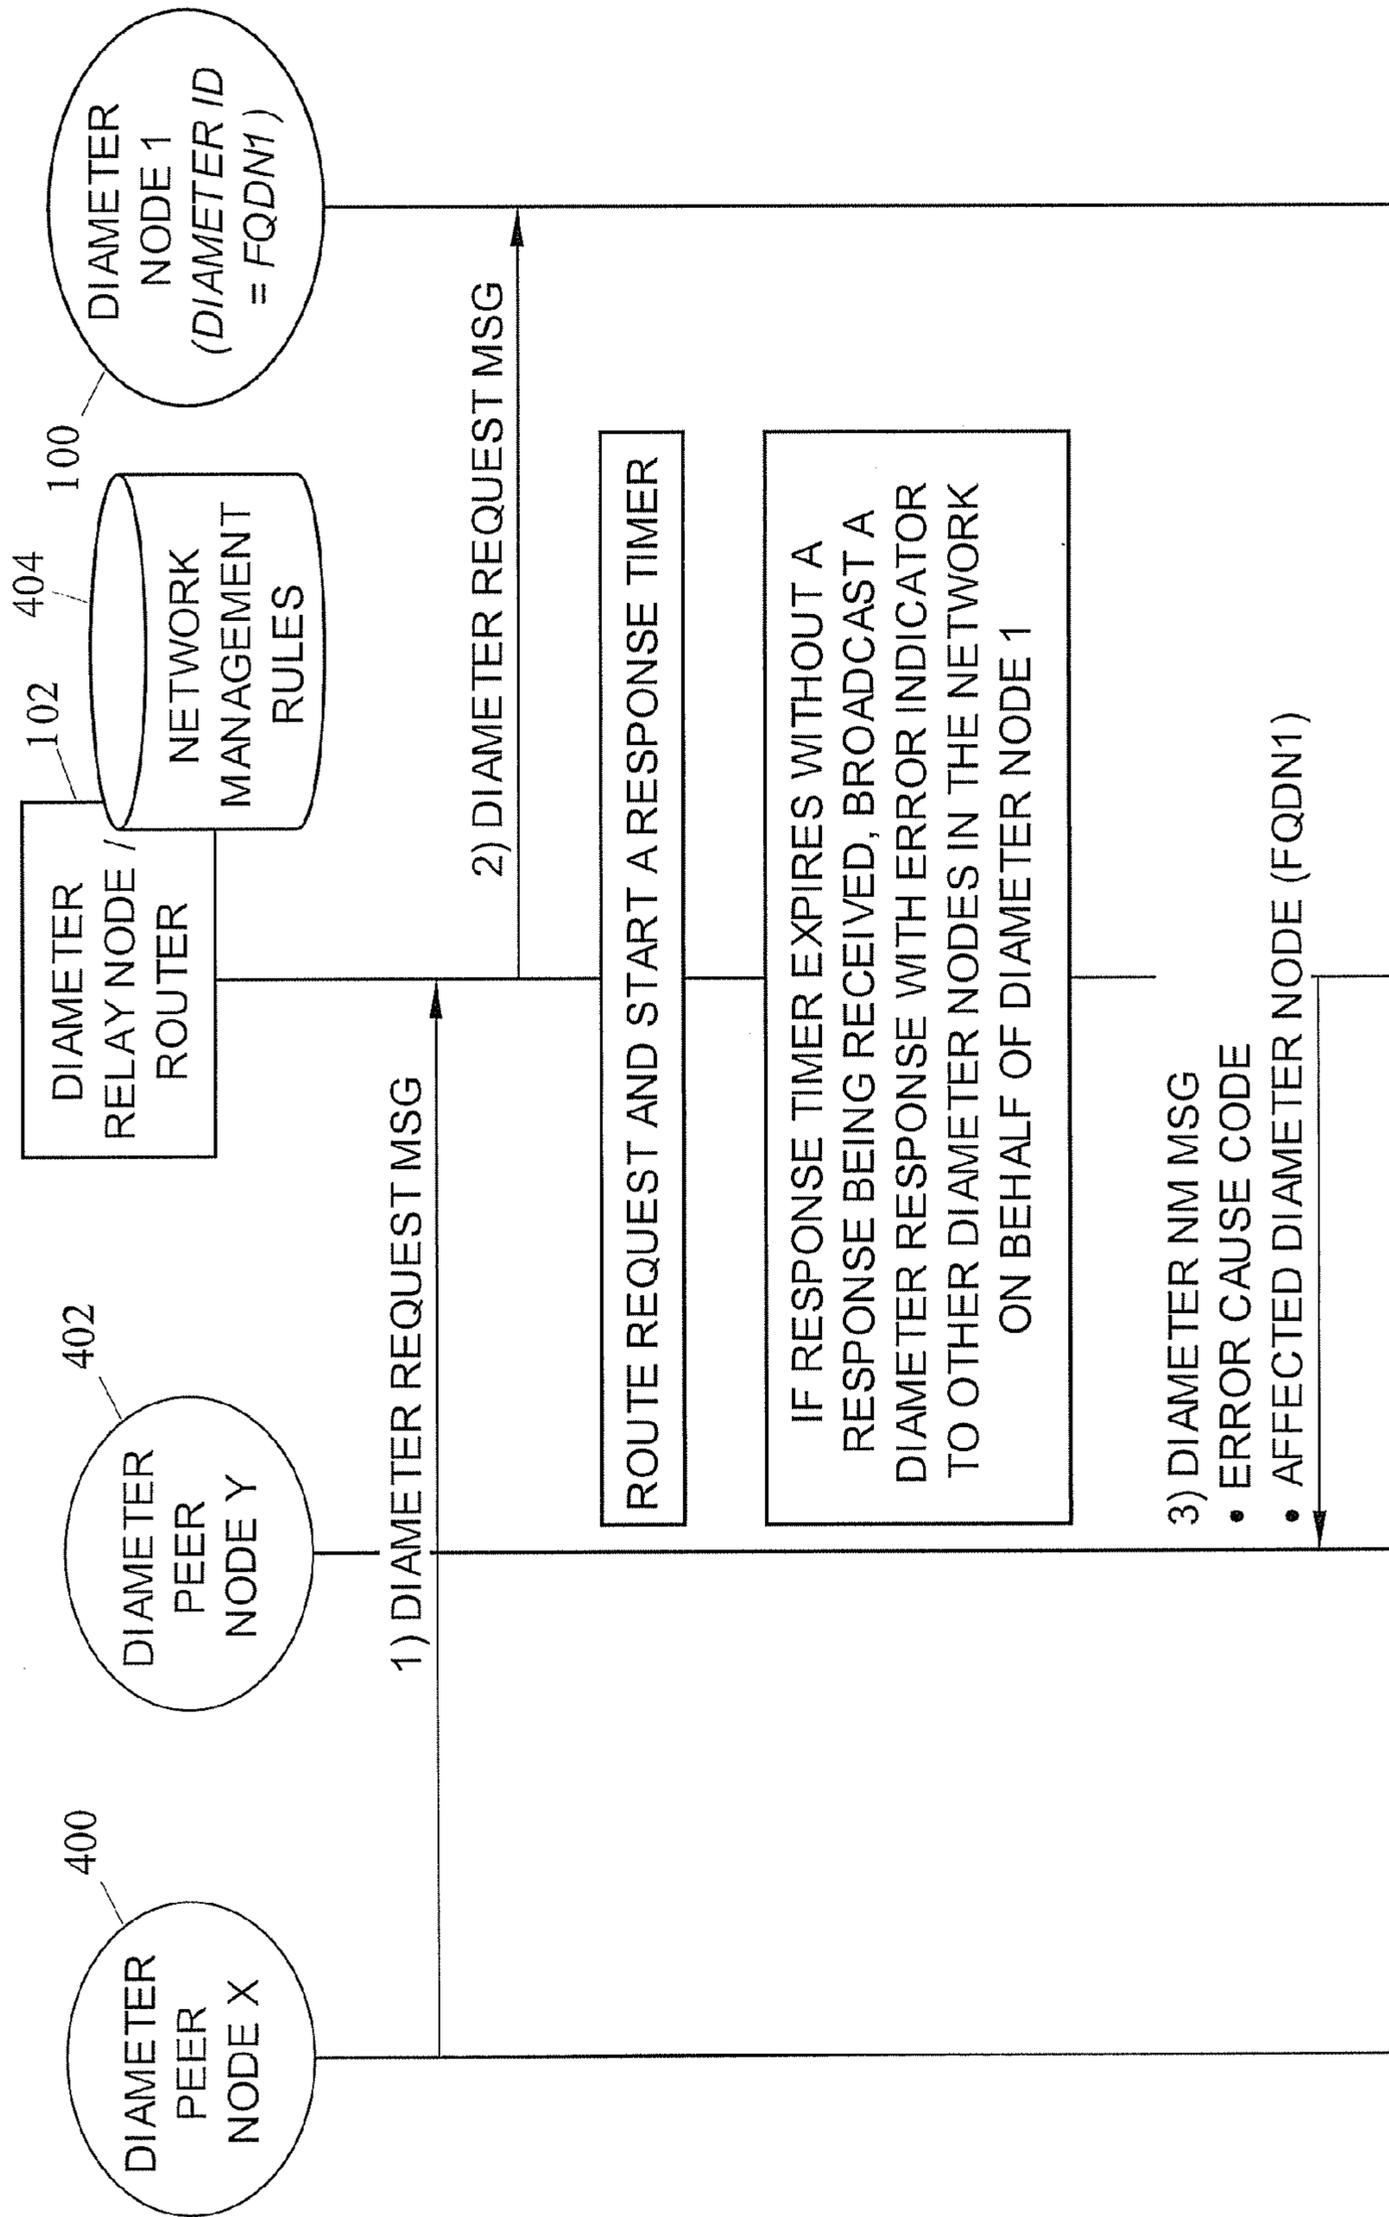 400
DIAMETER
PEER
NODE X
402
DIAMETER
PEER
NODE Y
102
DIAMETER
RELAY NODE /
ROUTER
404
NETWORK
MANAGEMENT
RULES
100
DIAMETER
NODE 1
(DIAMETER ID
= FQDN1 )
1) DIAMETER REQUEST MSG
2) DIAMETER REQUEST MSG
ROUTE REQUEST AND START A RESPONSE TIMER
IF RESPONSE TIMER EXPIRES WITHOUT A
RESPONSE BEING RECEIVED, BROADCAST A
DIAMETER RESPONSE WITH ERROR INDICATOR
TO OTHER DIAMETER NODES IN THE NETWORK
ON BEHALF OF DIAMETER NODE 1
3) DIAMETER NM MSG
• ERROR CAUSE CODE
• AFFECTED DIAMETER NODE (FQDN1)